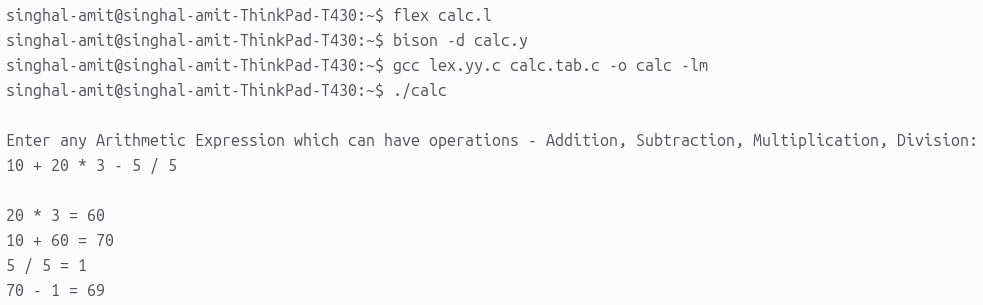 singhal-amit@singhal-amit-ThinkPad-T430:~$ flex calc.l
singhal-amit@singhal-amit-ThinkPad-T430:~$ bison -d calc.y
singhal-amit@singhal-amit-ThinkPad-T430:~$ gcc lex.yy.c calc.tab.c -o calc -lm
singhal-amit@singhal-amit-ThinkPad-T430:~$ ./calc
Enter any Arithmetic Expression which can have operations - Addition, Subtraction, Multiplication, Division:
10 + 20 * 3 - 5 / 5
20 * 3 = 60
10 + 60 = 70
5 / 5 = 1
70 - 1 = 69